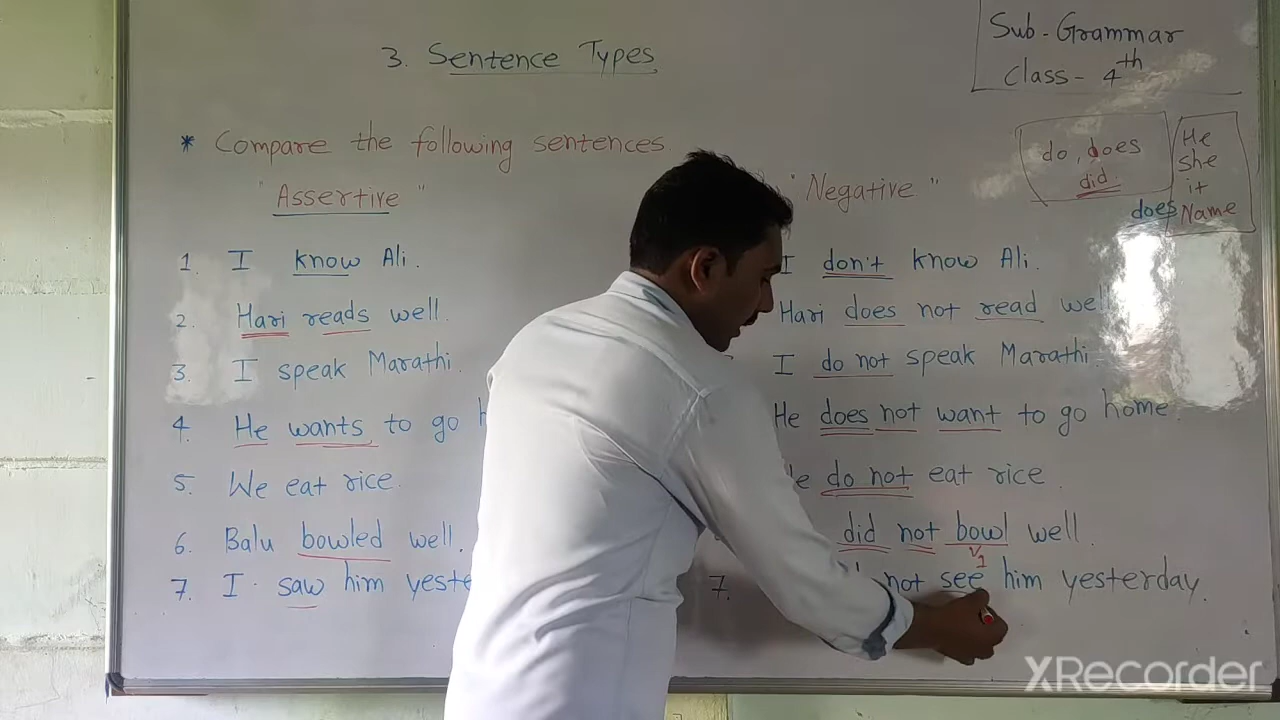 Sub - Grammar
Class - 4th
3. Sentence Types
do, does
did
He
she
it
does Name
* Compare the following sentences
"Assertive"
"Negative"
1. I know Ali.
I don't know Ali.
2. Hari reads well.
Hari does not read
3. I speak Marathi.
I do not speak Marathi.
4. He wants to go
He does not want to go home.
5. We eat rice.
do not eat rice.
6. Balu bowled well.
did not bowl well.
V1
7. I saw him
7. not see him yesterday.
XRecorder